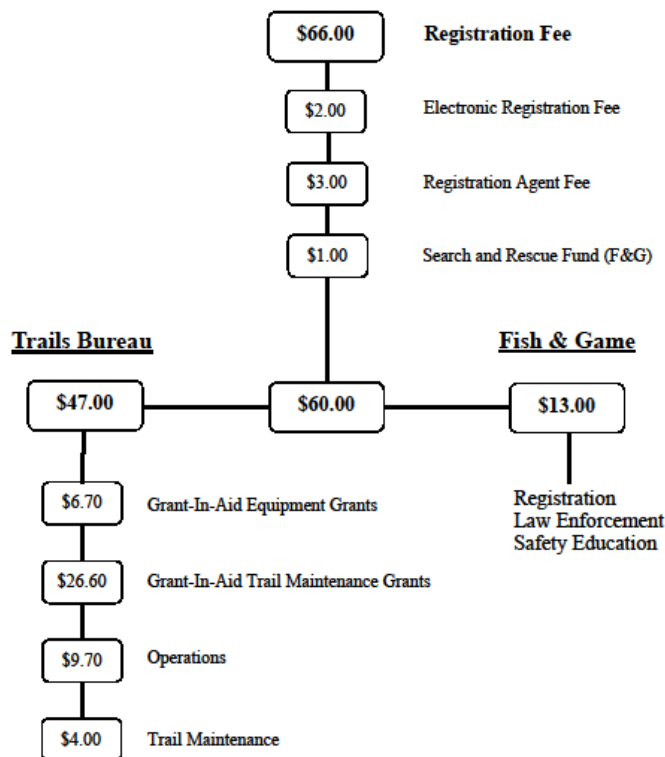 $66.00 Registration Fee
$2.00 Electronic Registration Fee
$3.00 Registration Agent Fee
$1.00 Search and Rescue Fund (F&G)
Trails Bureau
Fish & Game
$47.00
$60.00
$13.00
$6.70 Grant-In-Aid Equipment Grants
Registration
Law Enforcement
Safety Education
$26.60 Grant-In-Aid Trail Maintenance Grants
$9.70 Operations
$4.00 Trail Maintenance